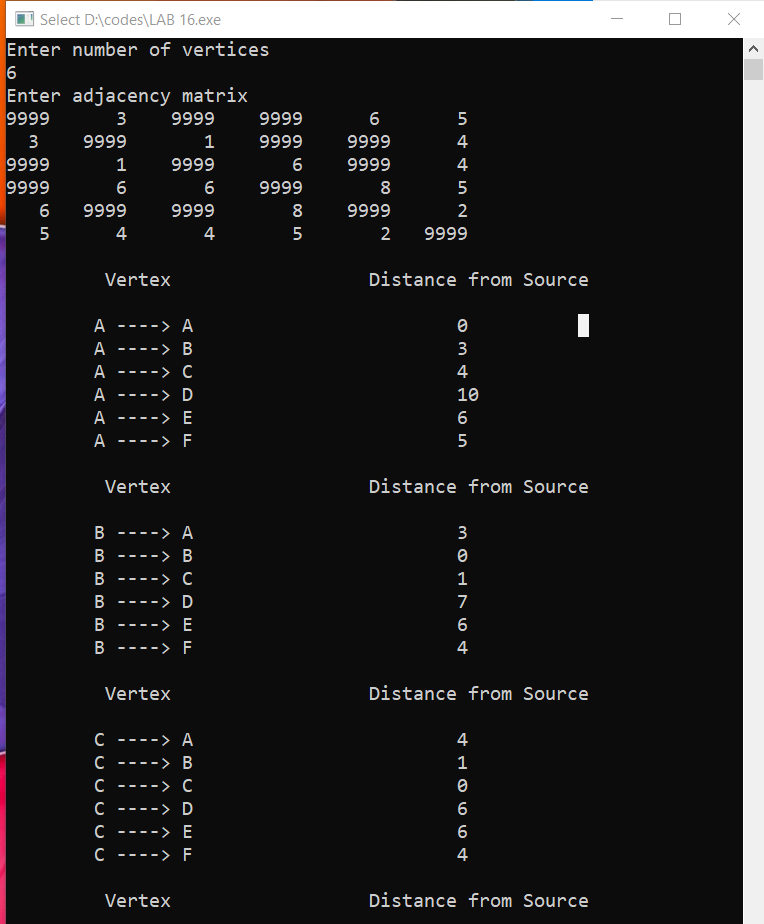 Select D:\codes\LAB 16.exe
Enter number of vertices
6
Enter adjacency matrix
9999 3 9999 9999 6 5
3 9999 1 9999 9999 4
9999 1 9999 6 9999 4
9999 6 6 9999 8 5
6 9999 9999 8 9999 2
5 4 4 5 2 9999
Vertex Distance from Source
A ----> A 0
A ----> B 3
A ----> C 4
A ----> D 10
A ----> E 6
A ----> F 5
Vertex Distance from Source
B ----> A 3
B ----> B 0
B ----> C 1
B ----> D 7
B ----> E 6
B ----> F 4
Vertex Distance from Source
C ----> A 4
C ----> B 1
C ----> C 0
C ----> D 6
C ----> E 6
C ----> F 4
Vertex Distance from Source